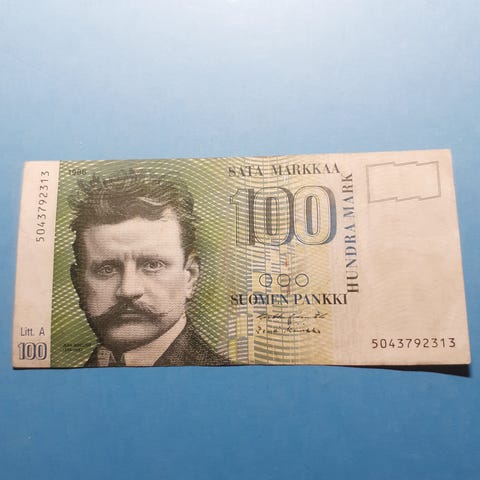 1986
SATA MARKKAA
100
HUNDRA MARK
SUOMEN PANKKI
5043792313
Litt. A
100
5043792313